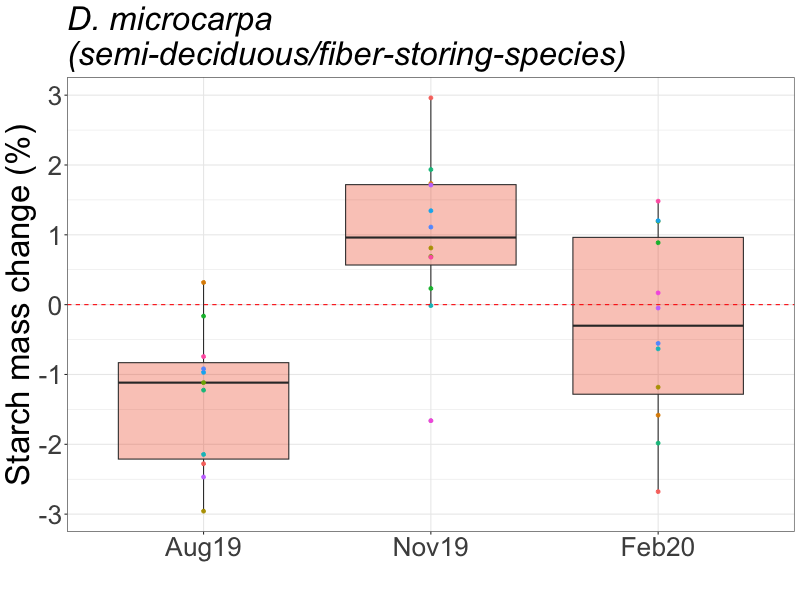 D. microcarpa
(semi-deciduous/fiber-storing-species)
Starch mass change (%)
3
2
1
0
-1
-2
-3
Aug19
Nov19
Feb20